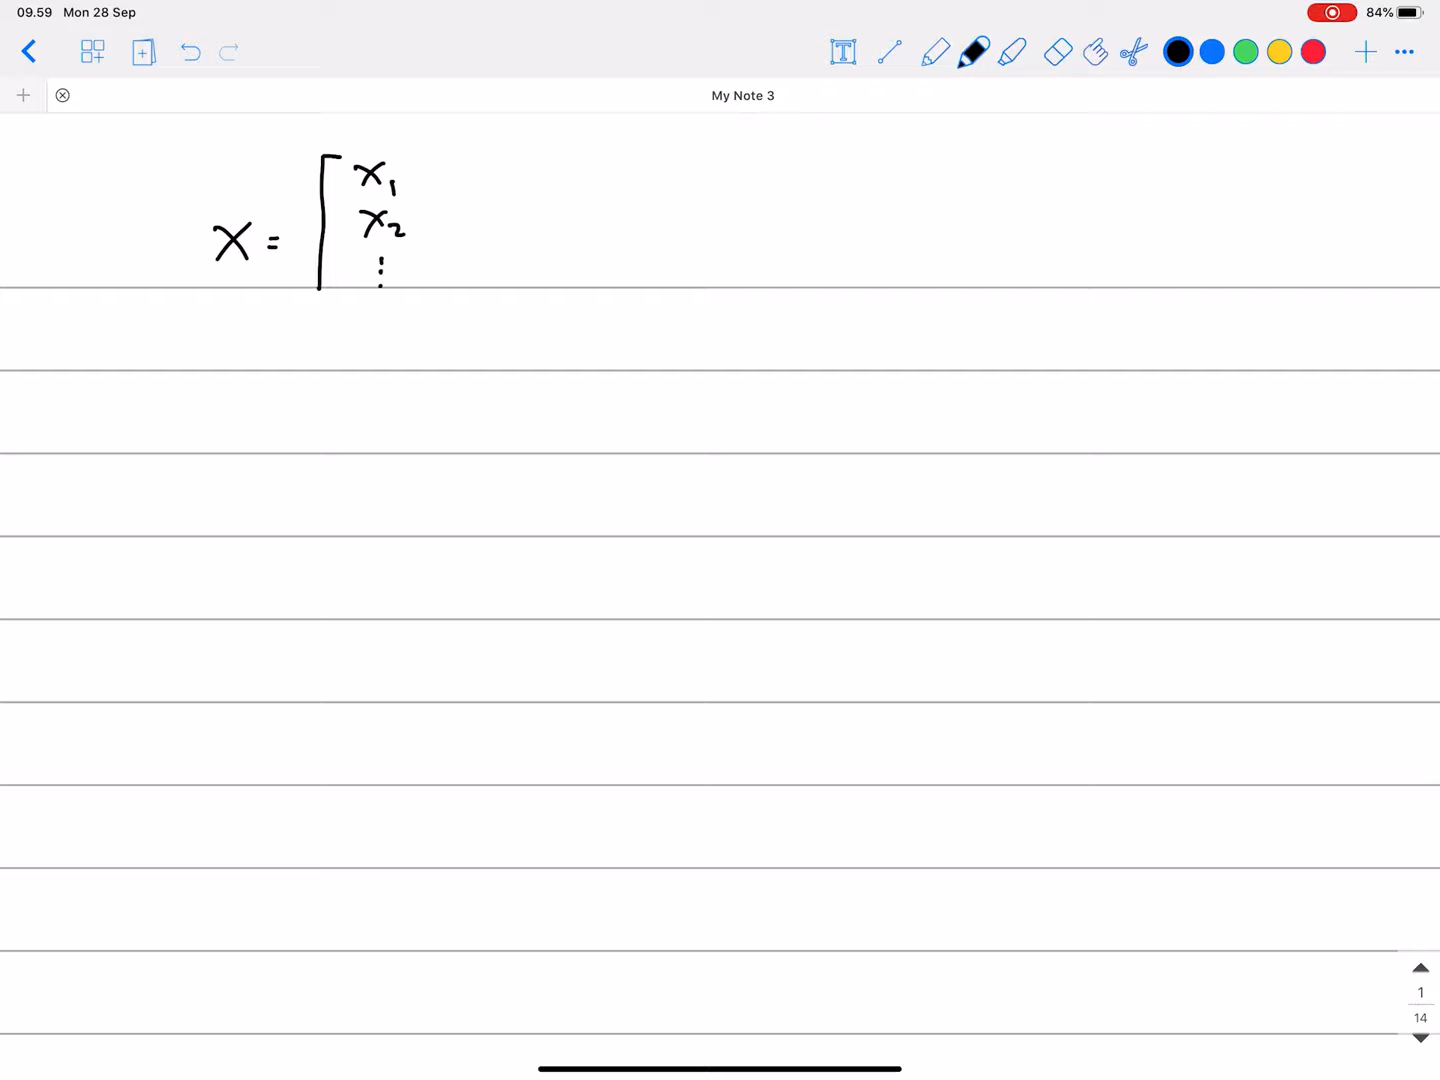 09.59 Mon 28 Sep 84%
T
My Note 3
x₁
x₂
X = [
⋮
1
14